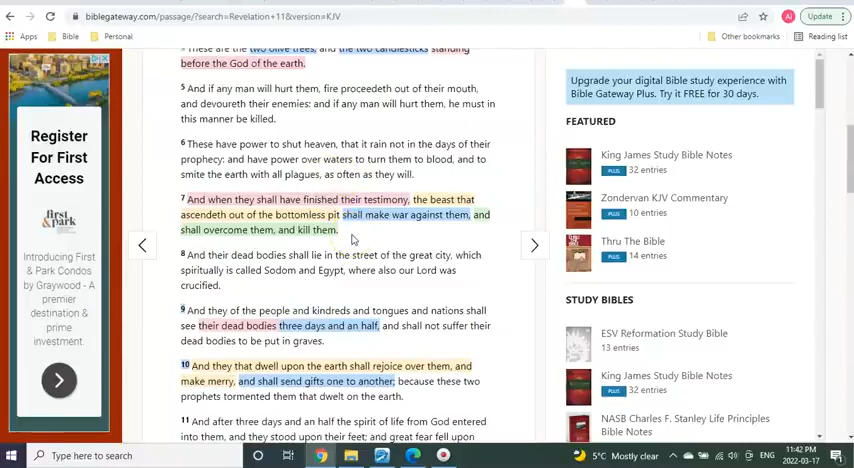 biblegateway.com/passage/?search=Revelation+11&version=KJV
AI
Update
Apps
Bible
Personal
Other bookmarks
Reading list
These are the two olive trees, and the two candlesticks standing
before the God of the earth.
5 And if any man will hurt them, fire proceedeth out of their mouth,
and devoureth their enemies: and if any man will hurt them, he must in
this manner be killed.
6 These have power to shut heaven, that it rain not in the days of their
prophecy: and have power over waters to turn them to blood, and to
smite the earth with all plagues, as often as they will.
7 And when they shall have finished their testimony, the beast that
ascendeth out of the bottomless pit shall make war against them, and
shall overcome them, and kill them.
8 And their dead bodies shall lie in the street of the great city, which
spiritually is called Sodom and Egypt, where also our Lord was
crucified.
9 And they of the people and kindreds and tongues and nations shall
see their dead bodies three days and an half, and shall not suffer their
dead bodies to be put in graves.
10 And they that dwell upon the earth shall rejoice over them, and
make merry, and shall send gifts one to another; because these two
prophets tormented them that dwelt on the earth.
11 And after three days and an half the spirit of life from God entered
into them, and they stood upon their feet; and great fear fell upon
Register
For First
Access
first
&park
Introducing First
& Park Condos
by Graywood - A
premier
destination &
prime
investment.
Upgrade your digital Bible study experience with
Bible Gateway Plus. Try it FREE for 30 days.
FEATURED
King James Study Bible Notes
PLUS 32 entries
Zondervan KJV Commentary
PLUS 10 entries
Thru The Bible
PLUS 14 entries
STUDY BIBLES
ESV Reformation Study Bible
13 entries
King James Study Bible Notes
PLUS 32 entries
NASB Charles F. Stanley Life Principles
Bible Notes
Type here to search
5°C Mostly clear
ENG
11:42 PM
2022-03-17